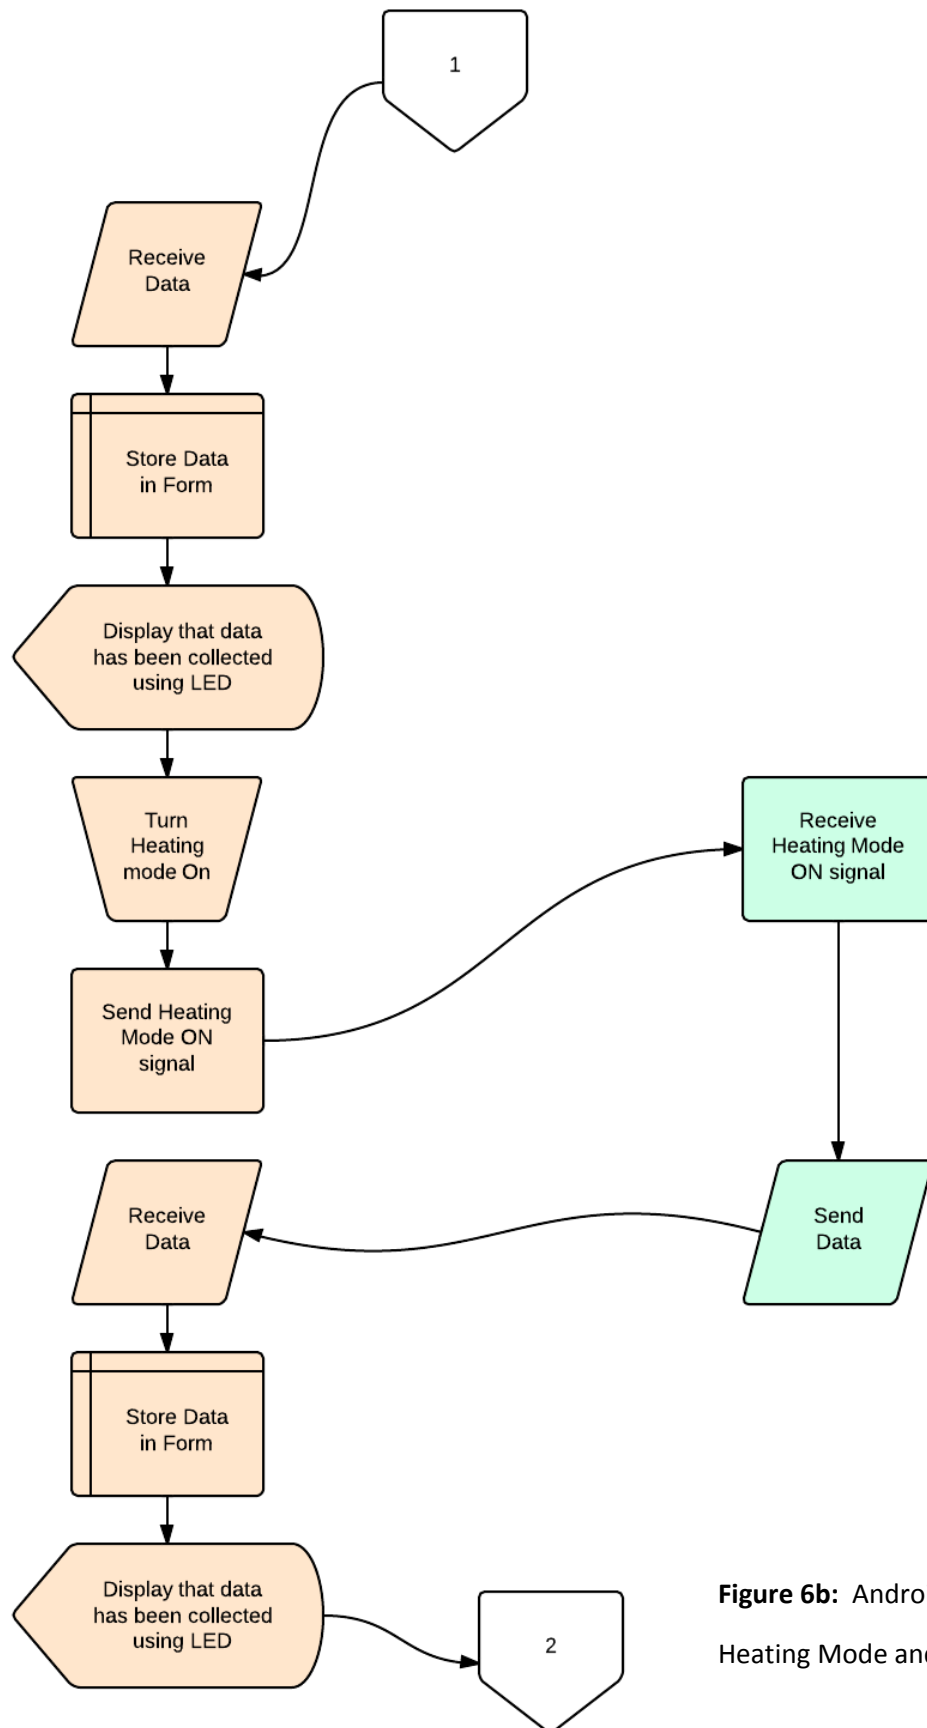 1
Receive
Data
Store Data
in Form
Display that data
has been collected
using LED
Turn
Heating
mode On
Send Heating
Mode ON
signal
Receive
Heating Mode
ON signal
Send
Data
Receive
Data
Store Data
in Form
Display that data
has been collected
using LED
2
Figure 6b: Andro
Heating Mode and